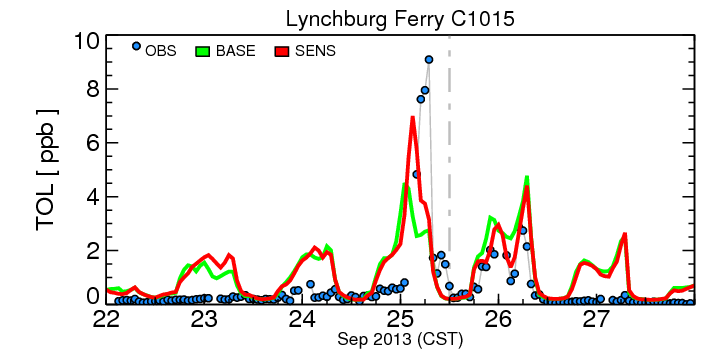 Lynchburg Ferry C1015
OBS BASE SENS
TOL [ ppb ]
10
8
6
4
2
0
22 23 24 25 26 27
Sep 2013 (CST)